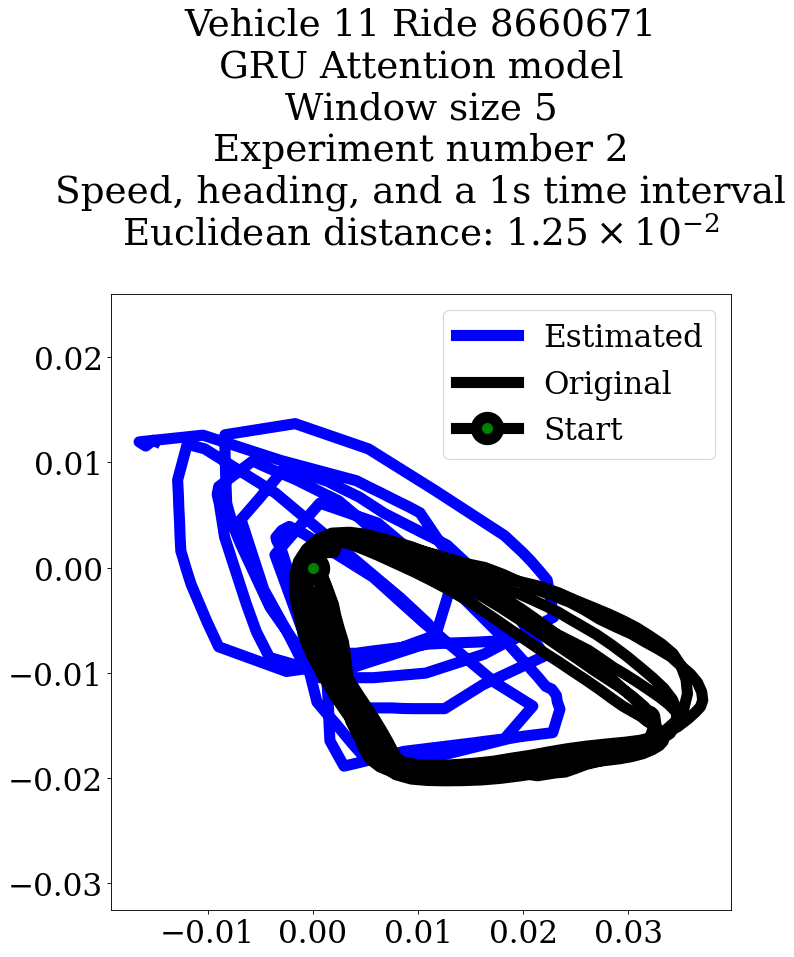 Vehicle 11 Ride 8660671
GRU Attention model
Window size 5
Experiment number 2
Speed, heading, and a 1s time interval
Euclidean distance: 1.25 × 10⁻²
Estimated
Original
Start
0.02
0.01
0.00
−0.01
−0.02
−0.03
−0.01 0.00 0.01 0.02 0.03